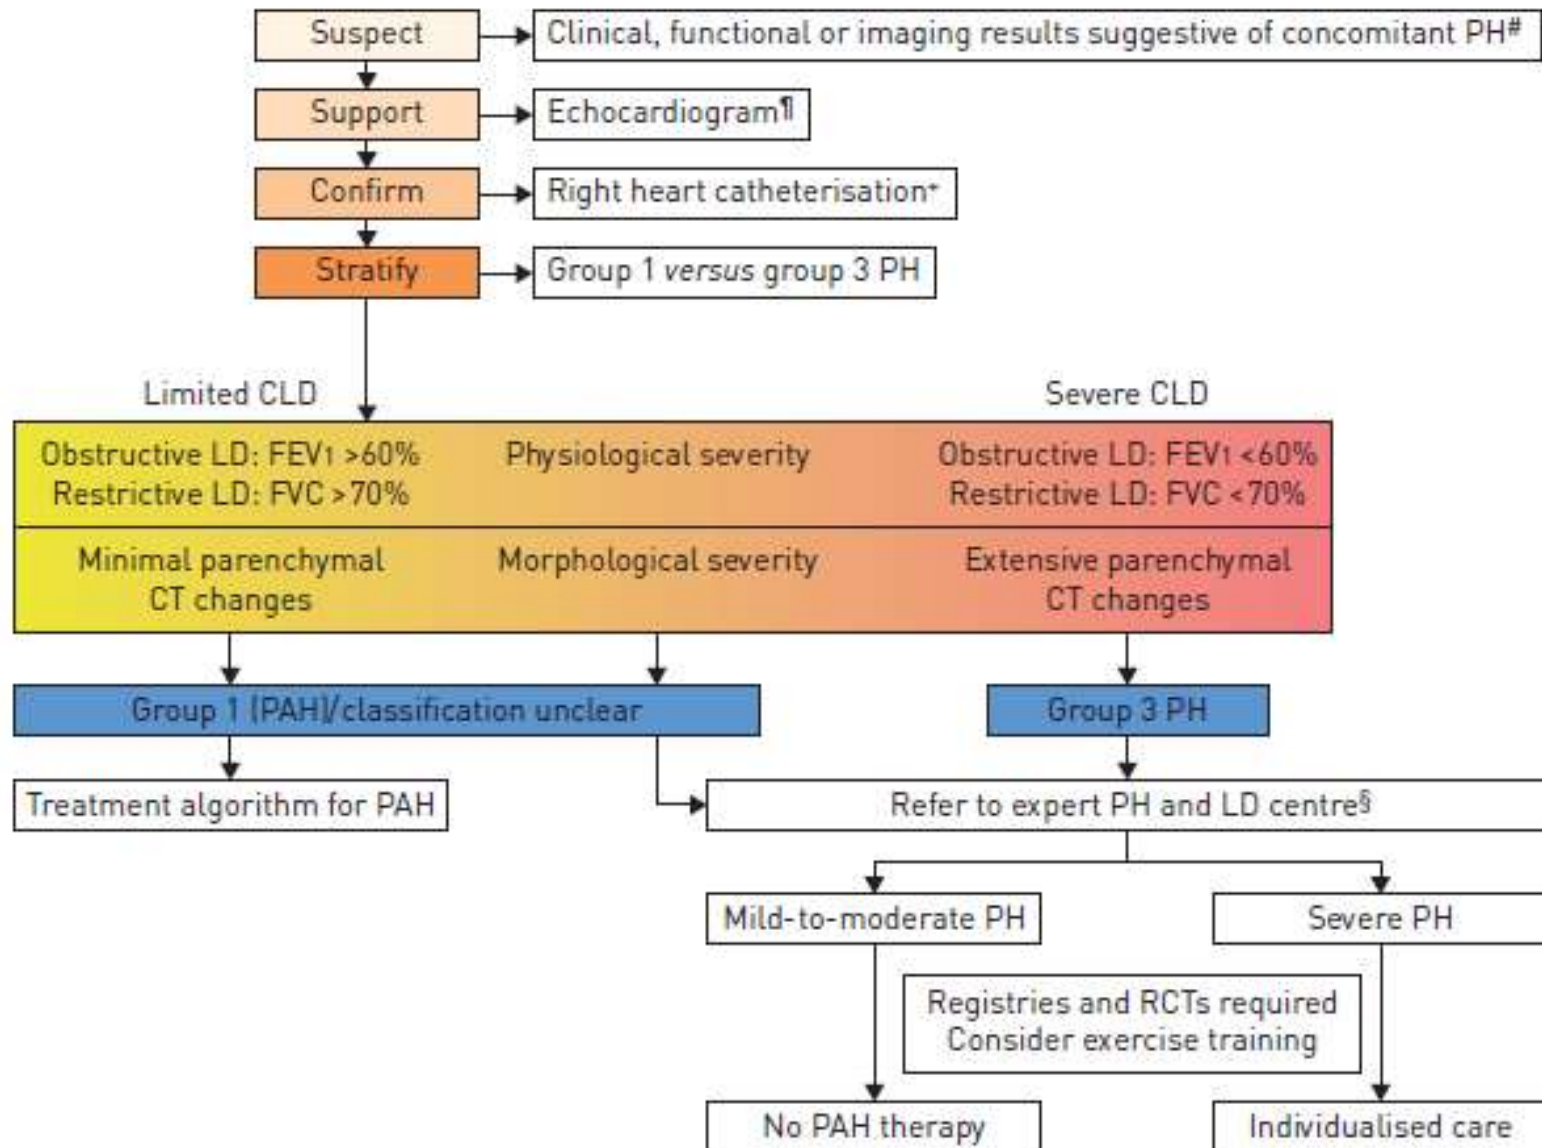 Suspect
Clinical, functional or imaging results suggestive of concomitant PH#
Support
Echocardiogram¶
Confirm
Right heart catheterisation+
Stratify
Group 1 versus group 3 PH
Limited CLD
Severe CLD
Obstructive LD: FEV1 >60%
Restrictive LD: FVC >70%
Physiological severity
Obstructive LD: FEV1 <60%
Restrictive LD: FVC <70%
Minimal parenchymal
CT changes
Morphological severity
Extensive parenchymal
CT changes
Group 1 (PAH)/classification unclear
Group 3 PH
Treatment algorithm for PAH
Refer to expert PH and LD centre§
Mild-to-moderate PH
Severe PH
Registries and RCTs required
Consider exercise training
No PAH therapy
Individualised care